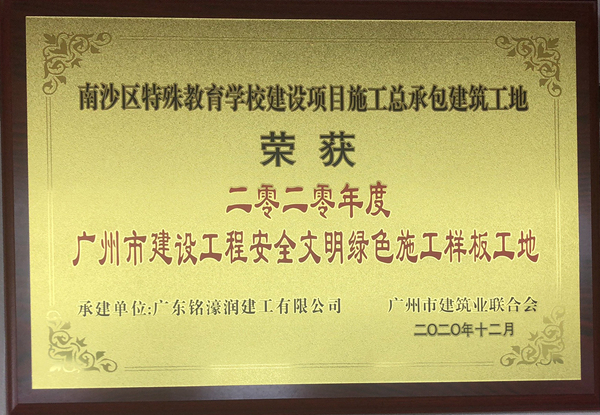 南沙区特殊教育学校建设项目施工总承包建筑工地
荣获
二零二零年度
广州市建设工程安全文明绿色施工样板工地
承建单位:广东铭濠润建工有限公司 广州市建筑业联合会
二〇二〇年十二月